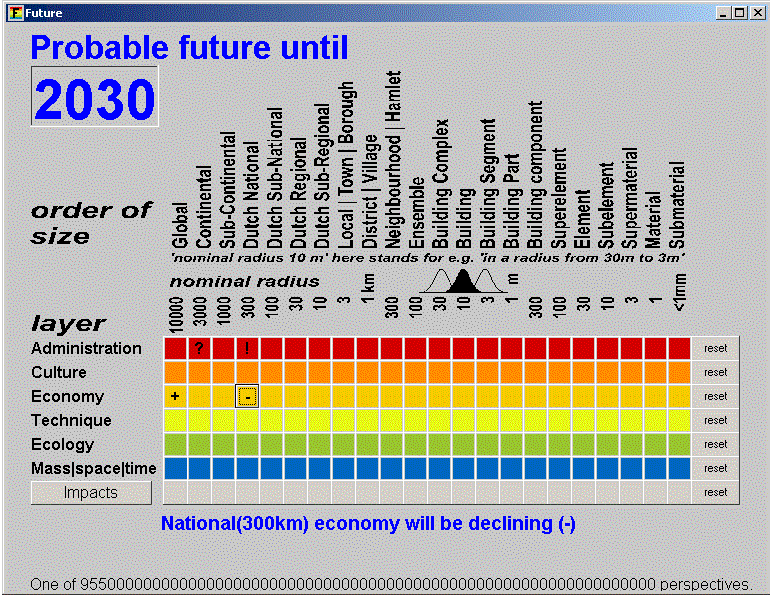 Future
Probable future until
2030
order of
size
Global
Continental
Sub-Continental
Dutch National
Dutch Sub-National
Dutch Regional
Dutch Sub-Regional
Local | Town | Borough
District | Village
Neighbourhood | Hamlet
Ensemble
Building Complex
Building
Building Segment
Building Part
Building component
Superelement
Element
Subelement
Supermaterial
Material
Submaterial
'nominal radius 10 m' here stands for e.g. 'in a radius from 30m to 3m'
nominal radius
10000
3000
1000
300
100
30
10
3
1 km
300
100
30
10
3
1 m
300
100
30
10
3
1
<1mm
layer
Administration ? ! reset
Culture reset
Economy + - reset
Technique reset
Ecology reset
Mass|space|time reset
Impacts reset
National(300km) economy will be declining (-)
One of 9550000000000000000000000000000000000000000000000000000000000000 perspectives.